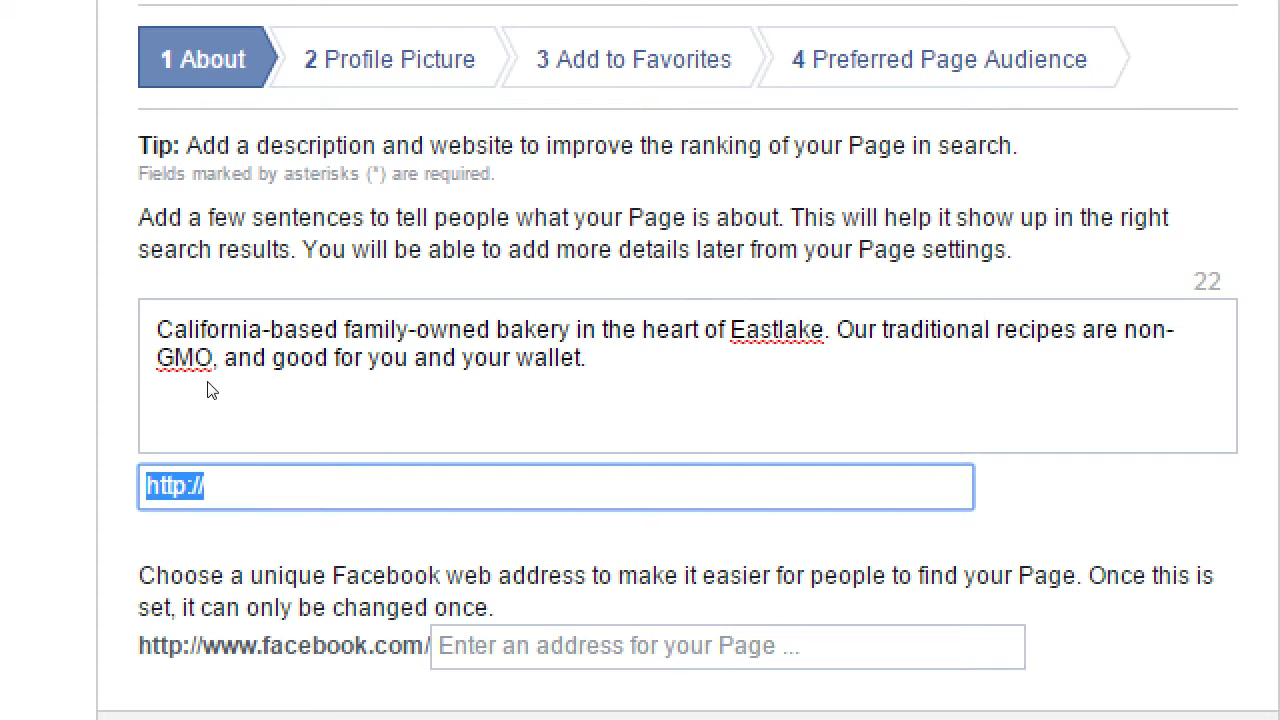 1 About 2 Profile Picture 3 Add to Favorites 4 Preferred Page Audience
Tip: Add a description and website to improve the ranking of your Page in search.
Fields marked by asterisks (*) are required.
Add a few sentences to tell people what your Page is about. This will help it show up in the right
search results. You will be able to add more details later from your Page settings.
22
California-based family-owned bakery in the heart of Eastlake. Our traditional recipes are non-
GMO, and good for you and your wallet.
http://
Choose a unique Facebook web address to make it easier for people to find your Page. Once this is
set, it can only be changed once.
http://www.facebook.com/ Enter an address for your Page ...